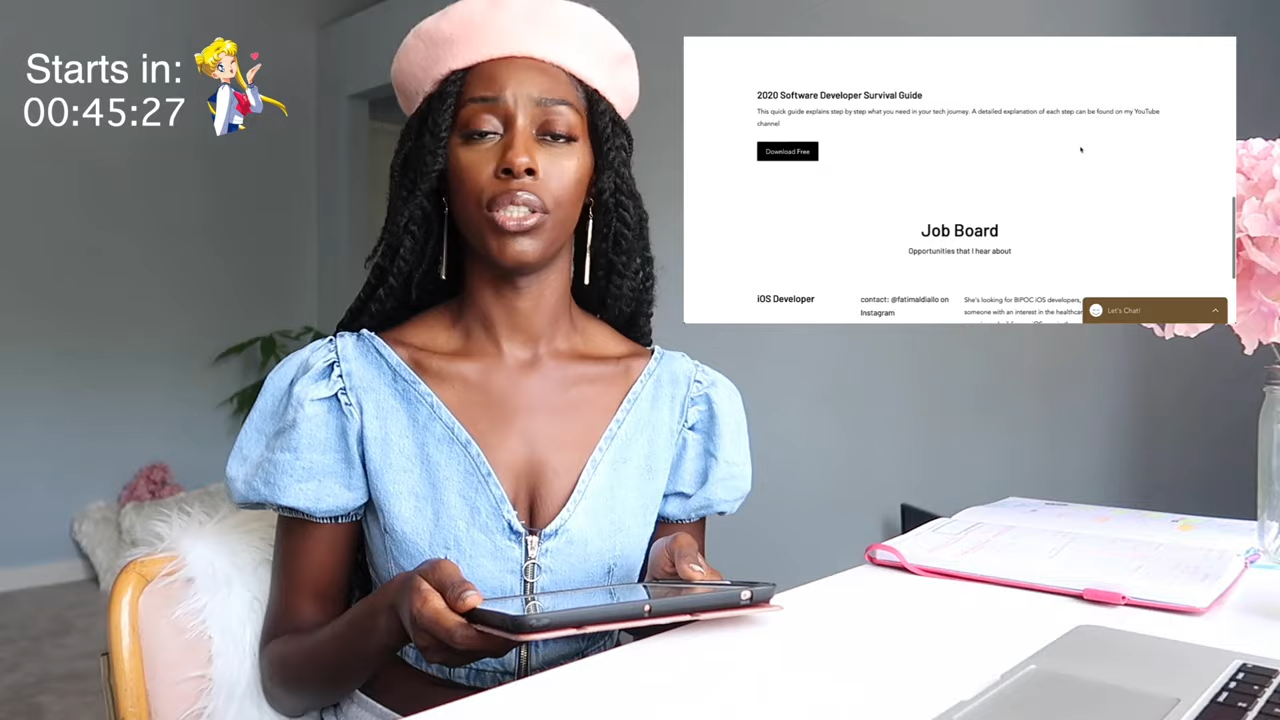 Starts in:
00:45:27
2020 Software Developer Survival Guide
This quick guide explains step by step what you need in your tech journey. A detailed explanation of each step can be found on my YouTube
channel
Download Free
Job Board
Opportunities that I hear about
iOS Developer
contact: @fatimaldiallo on
Instagram
She's looking for BIPOC iOS developers,
someone with an interest in the healthcar
Let's Chat!